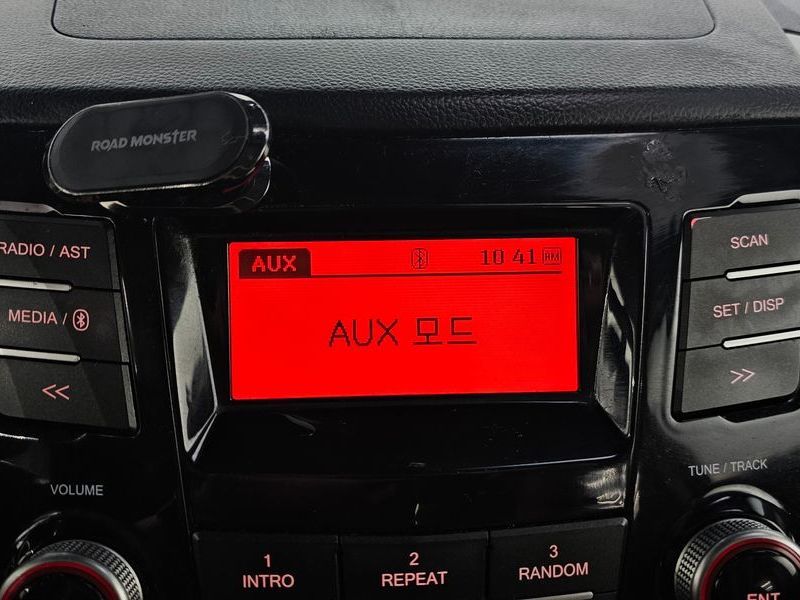 ROAD MONSTER
RADIO / AST
MEDIA /
<<
AUX
10 41 AM
AUX 모드
SCAN
SET / DISP
>>
VOLUME
TUNE / TRACK
1
INTRO
2
REPEAT
3
RANDOM
ENT